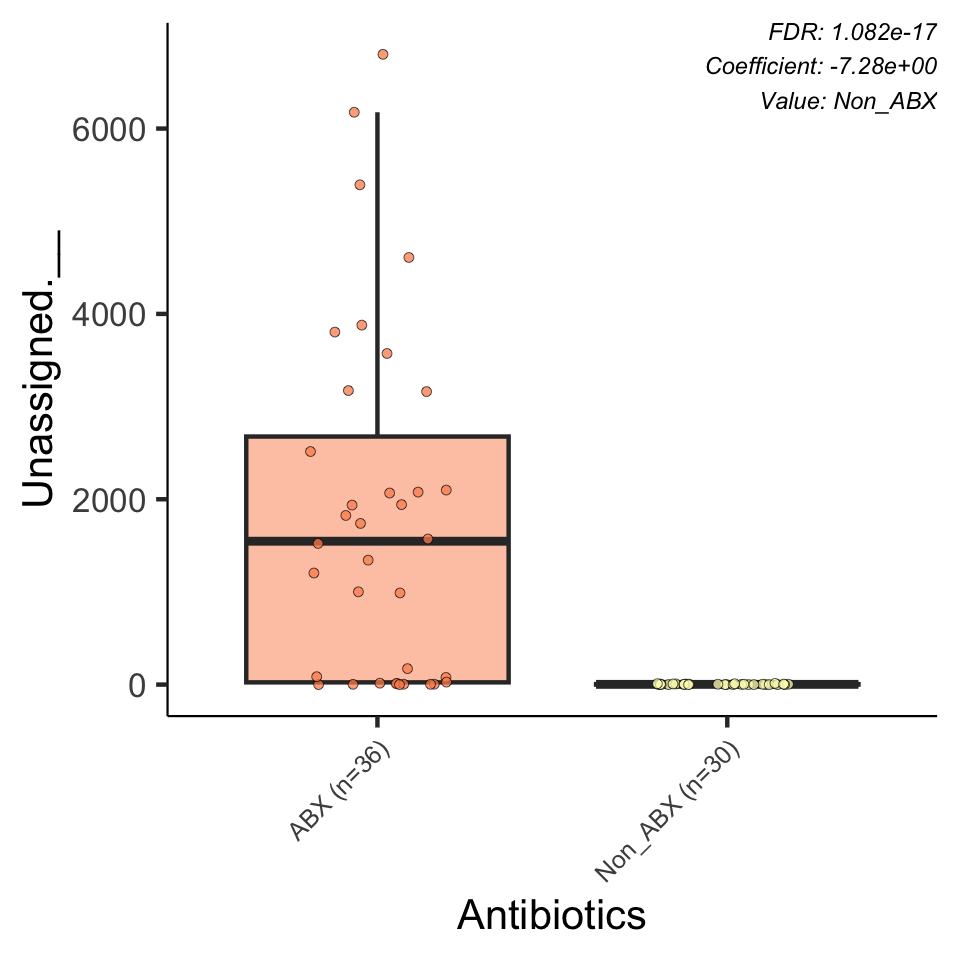 FDR: 1.082e-17
Coefficient: -7.28e+00
Value: Non_ABX
Unassigned.__
6000
4000
2000
0
ABX (n=36)
Non_ABX (n=30)
Antibiotics